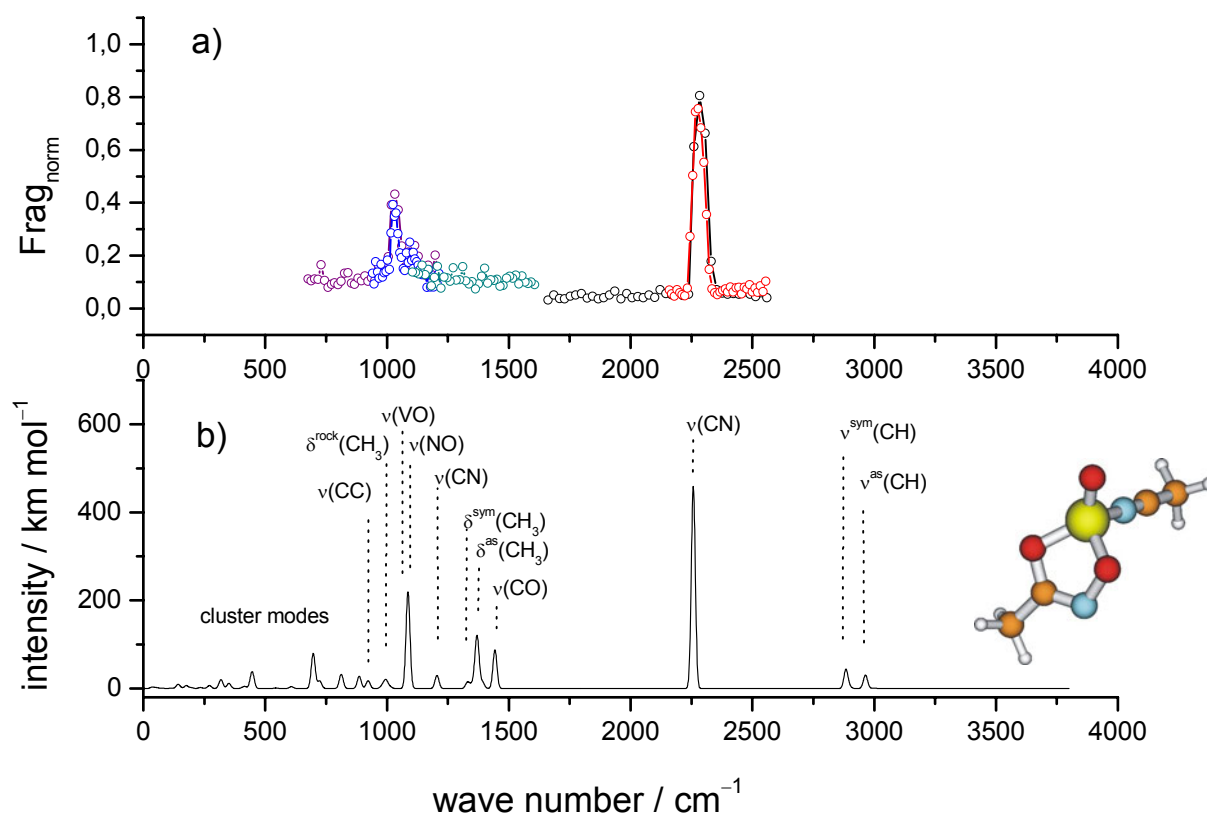 a)
Frag_norm
1,0
0,8
0,6
0,4
0,2
0,0
0 500 1000 1500 2000 2500 3000 3500 4000
b)
intensity / km mol⁻¹
600
400
200
0
ν(VO)
δ^rock(CH₃)
ν(NO)
ν(CC)
ν(CN)
δ^sym(CH₃)
δ^as(CH₃)
ν(CO)
cluster modes
ν(CN)
ν^sym(CH)
ν^as(CH)
0 500 1000 1500 2000 2500 3000 3500 4000
wave number / cm⁻¹